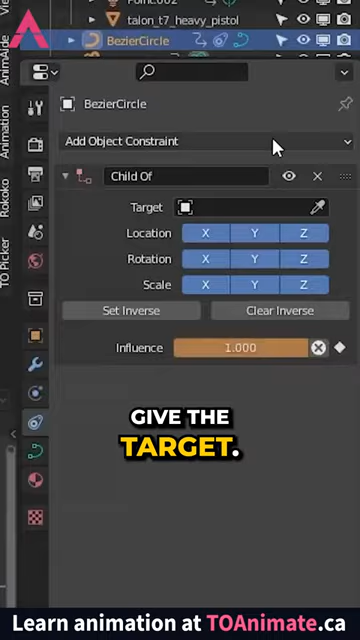 Point.002
talon_t7_heavy_pistol
BezierCircle
AnimAide
Animation
Rokoko
TO Picker
BezierCircle
Add Object Constraint
Child Of
Target
Location X Y Z
Rotation X Y Z
Scale X Y Z
Set Inverse Clear Inverse
Influence 1.000
GIVE THE
TARGET.
Learn animation at TOAnimate.ca